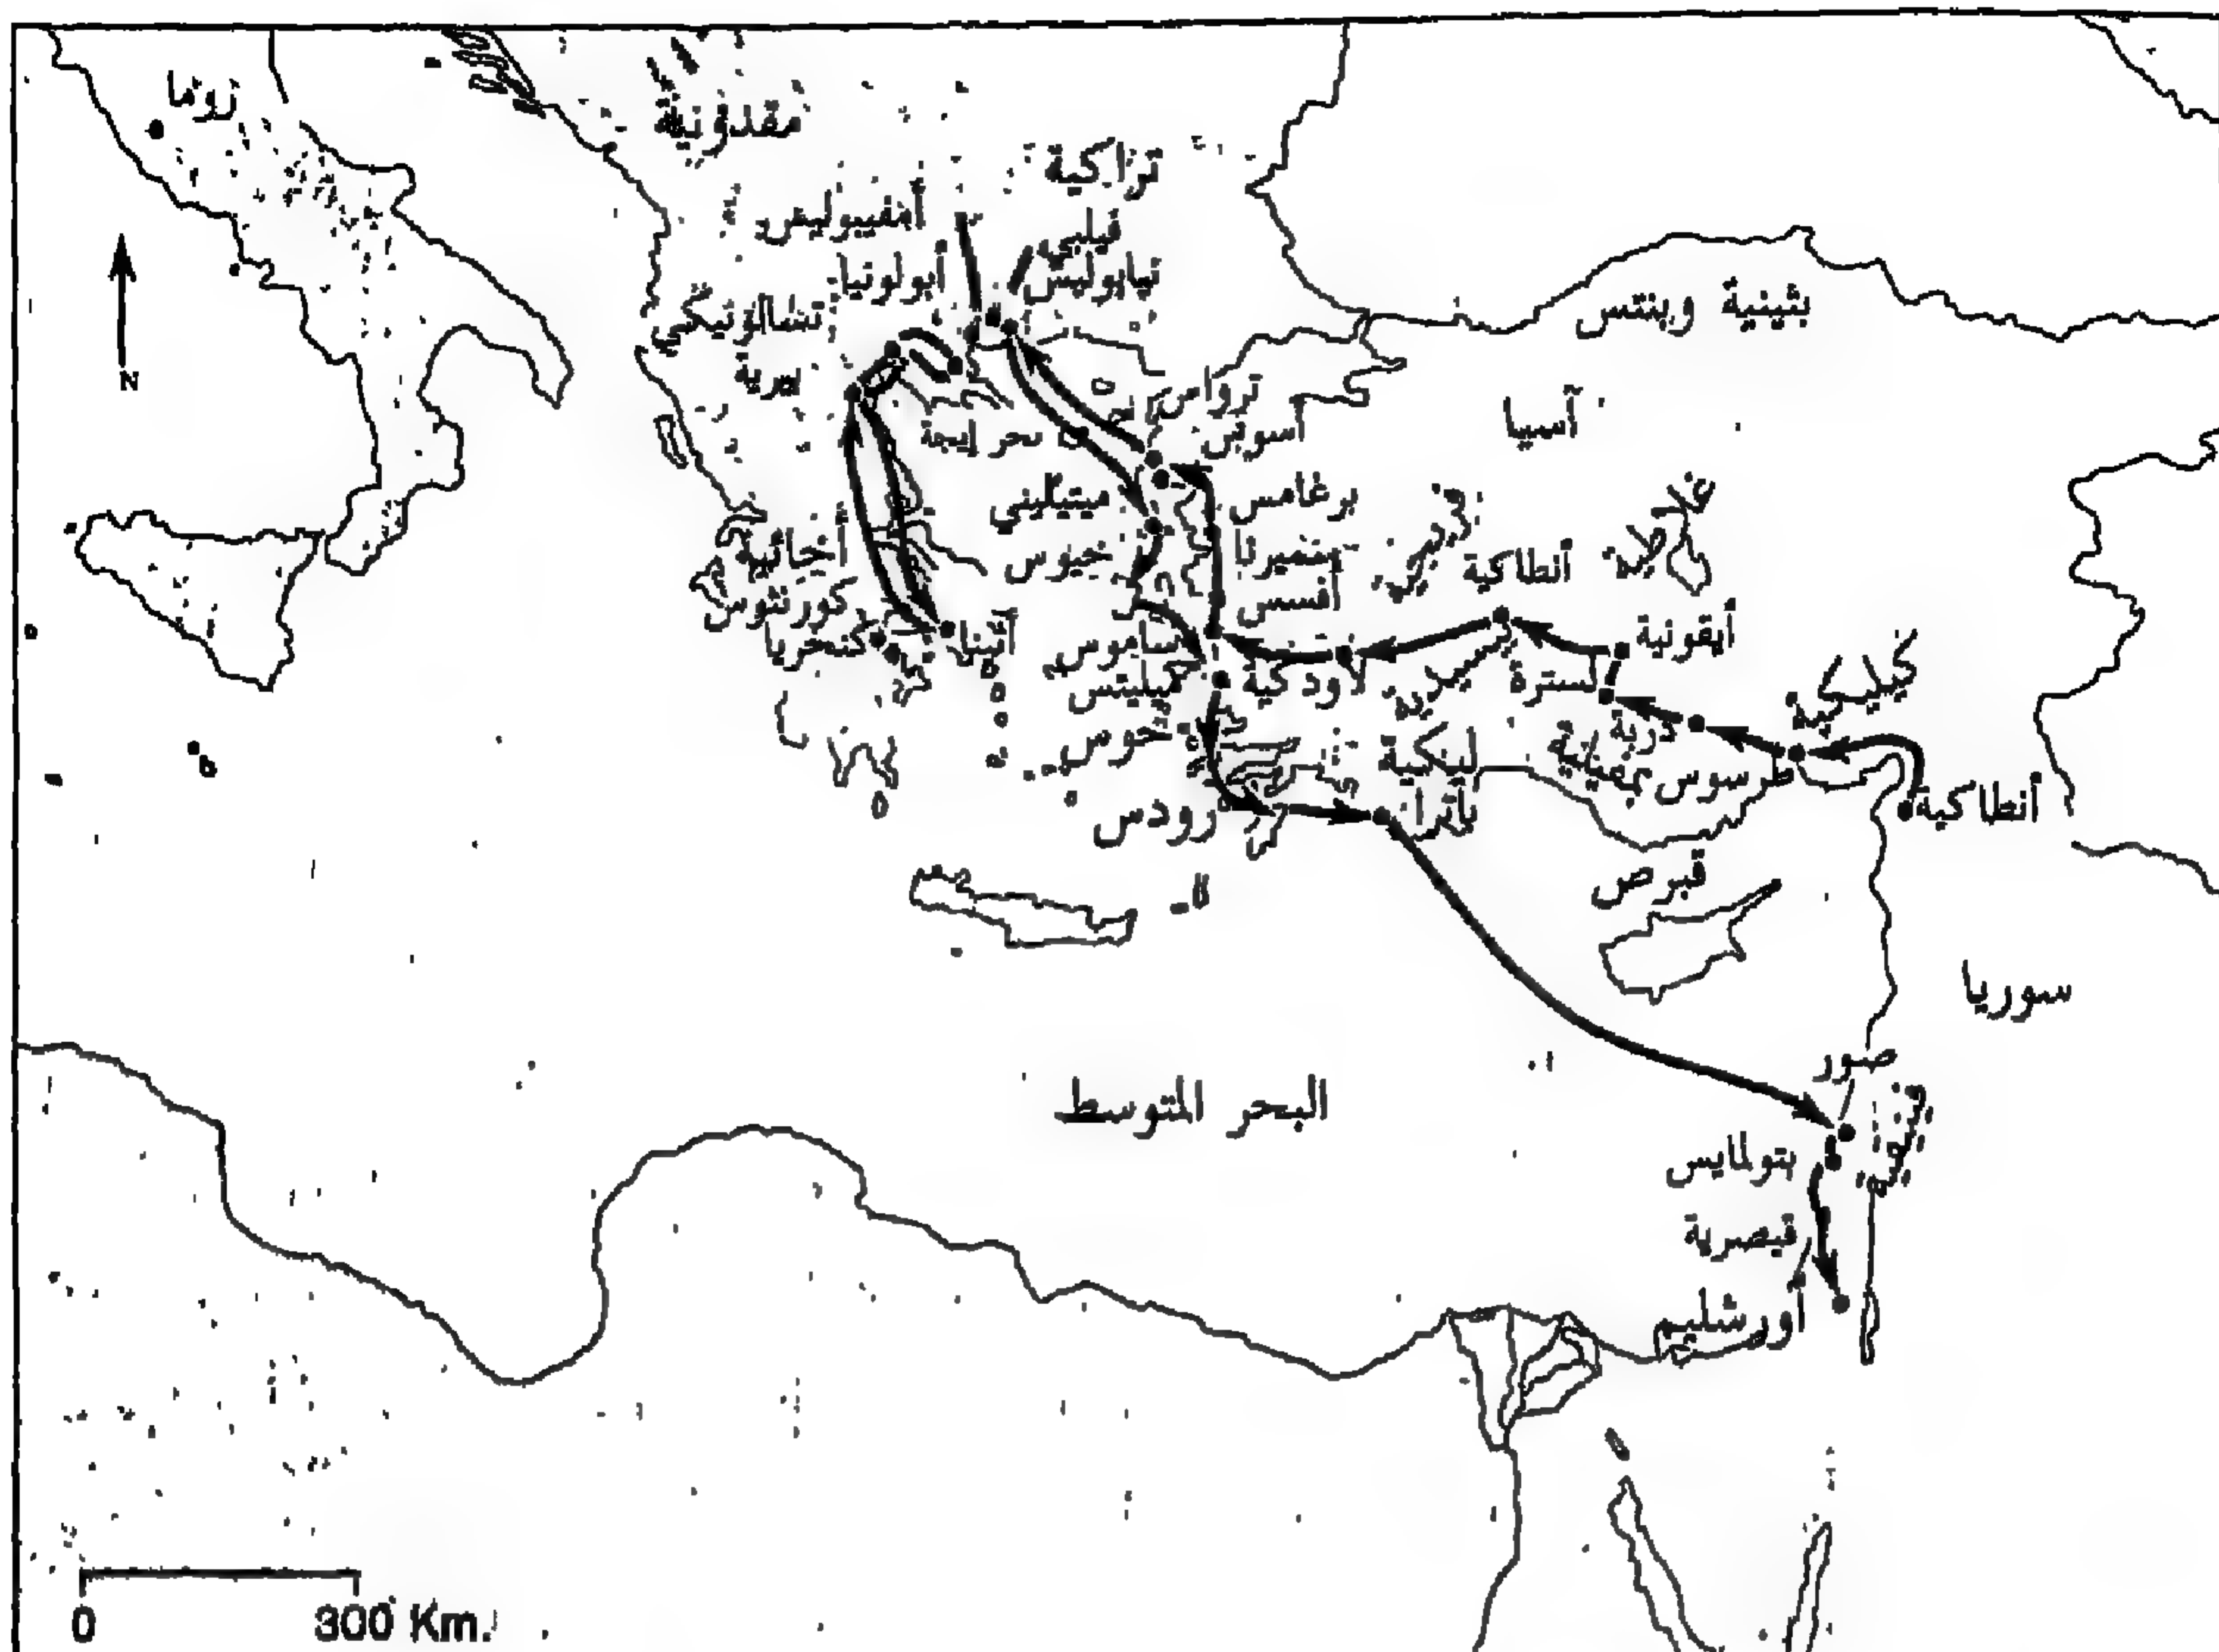 روما
مقدونية
تراكية
أمفيبوليس
فيلبي
أبولونيا
نيابوليس
تسالونيكي
بثينية وبنتس
بيرية
ترواس
آسيا
أسوس
بحر إيجة
ميتيليني
برغامس
غلاطية
أخائية
خيوس
سميرنا
أنطاكية
كورنثوس
أفسس
كنخريا
أثينا
ساموس
أيقونية
ميليتس
لاودكية
لسترة
كيليكية
خوس
ليكية
دربة
بمفيلية
طرسوس
رودس
باترا
أنطاكية
قبرص
سوريا
صور
البحر المتوسط
بتولمايس
قيصرية
أورشليم
N
0
300 Km.